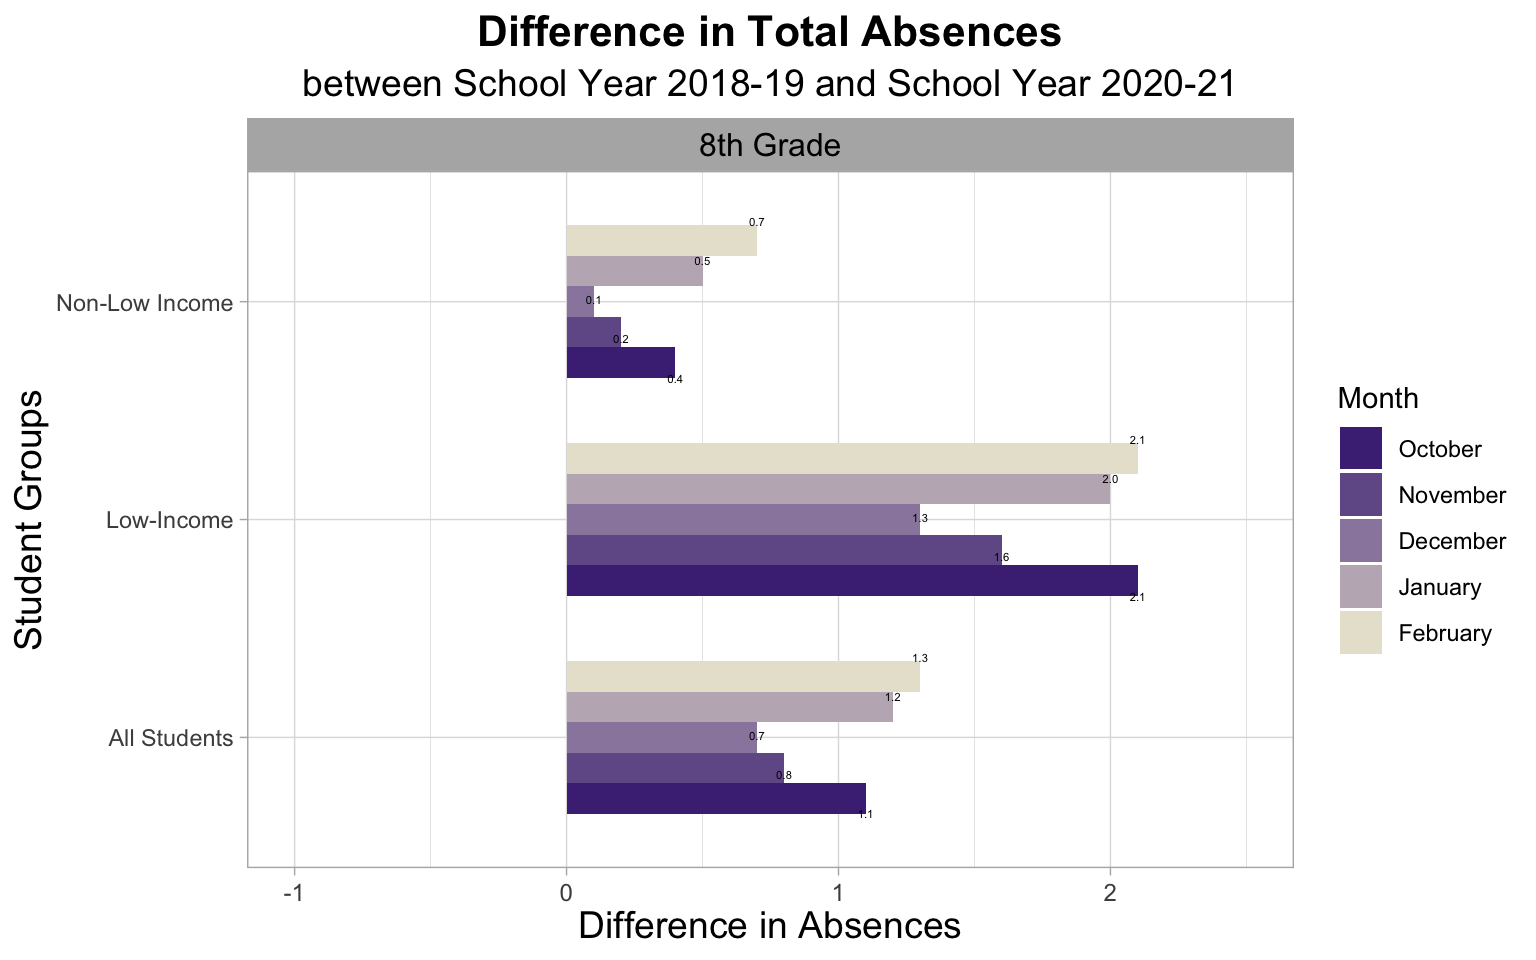 Difference in Total Absences
between School Year 2018-19 and School Year 2020-21
8th Grade
Student Groups
Non-Low Income
0.7
0.5
0.1
0.2
0.4
Low-Income
2.1
2.0
1.3
1.6
2.1
All Students
1.3
1.2
0.7
0.8
1.1
-1 0 1 2
Difference in Absences
Month
October
November
December
January
February